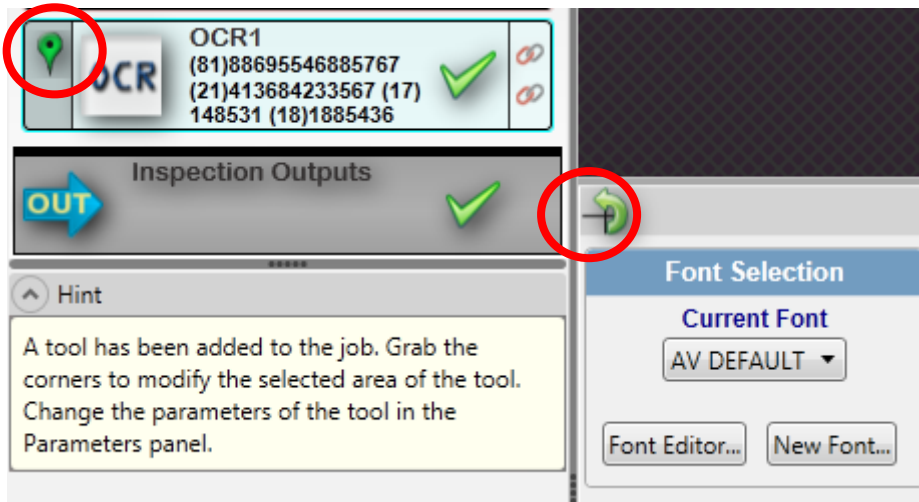 OCR
OCR1
(81)88695546885767
(21)413684233567 (17)
148531 (18)1885436
OUT
Inspection Outputs
Hint
A tool has been added to the job. Grab the
corners to modify the selected area of the tool.
Change the parameters of the tool in the
Parameters panel.
Font Selection
Current Font
AV DEFAULT
Font Editor...
New Font...